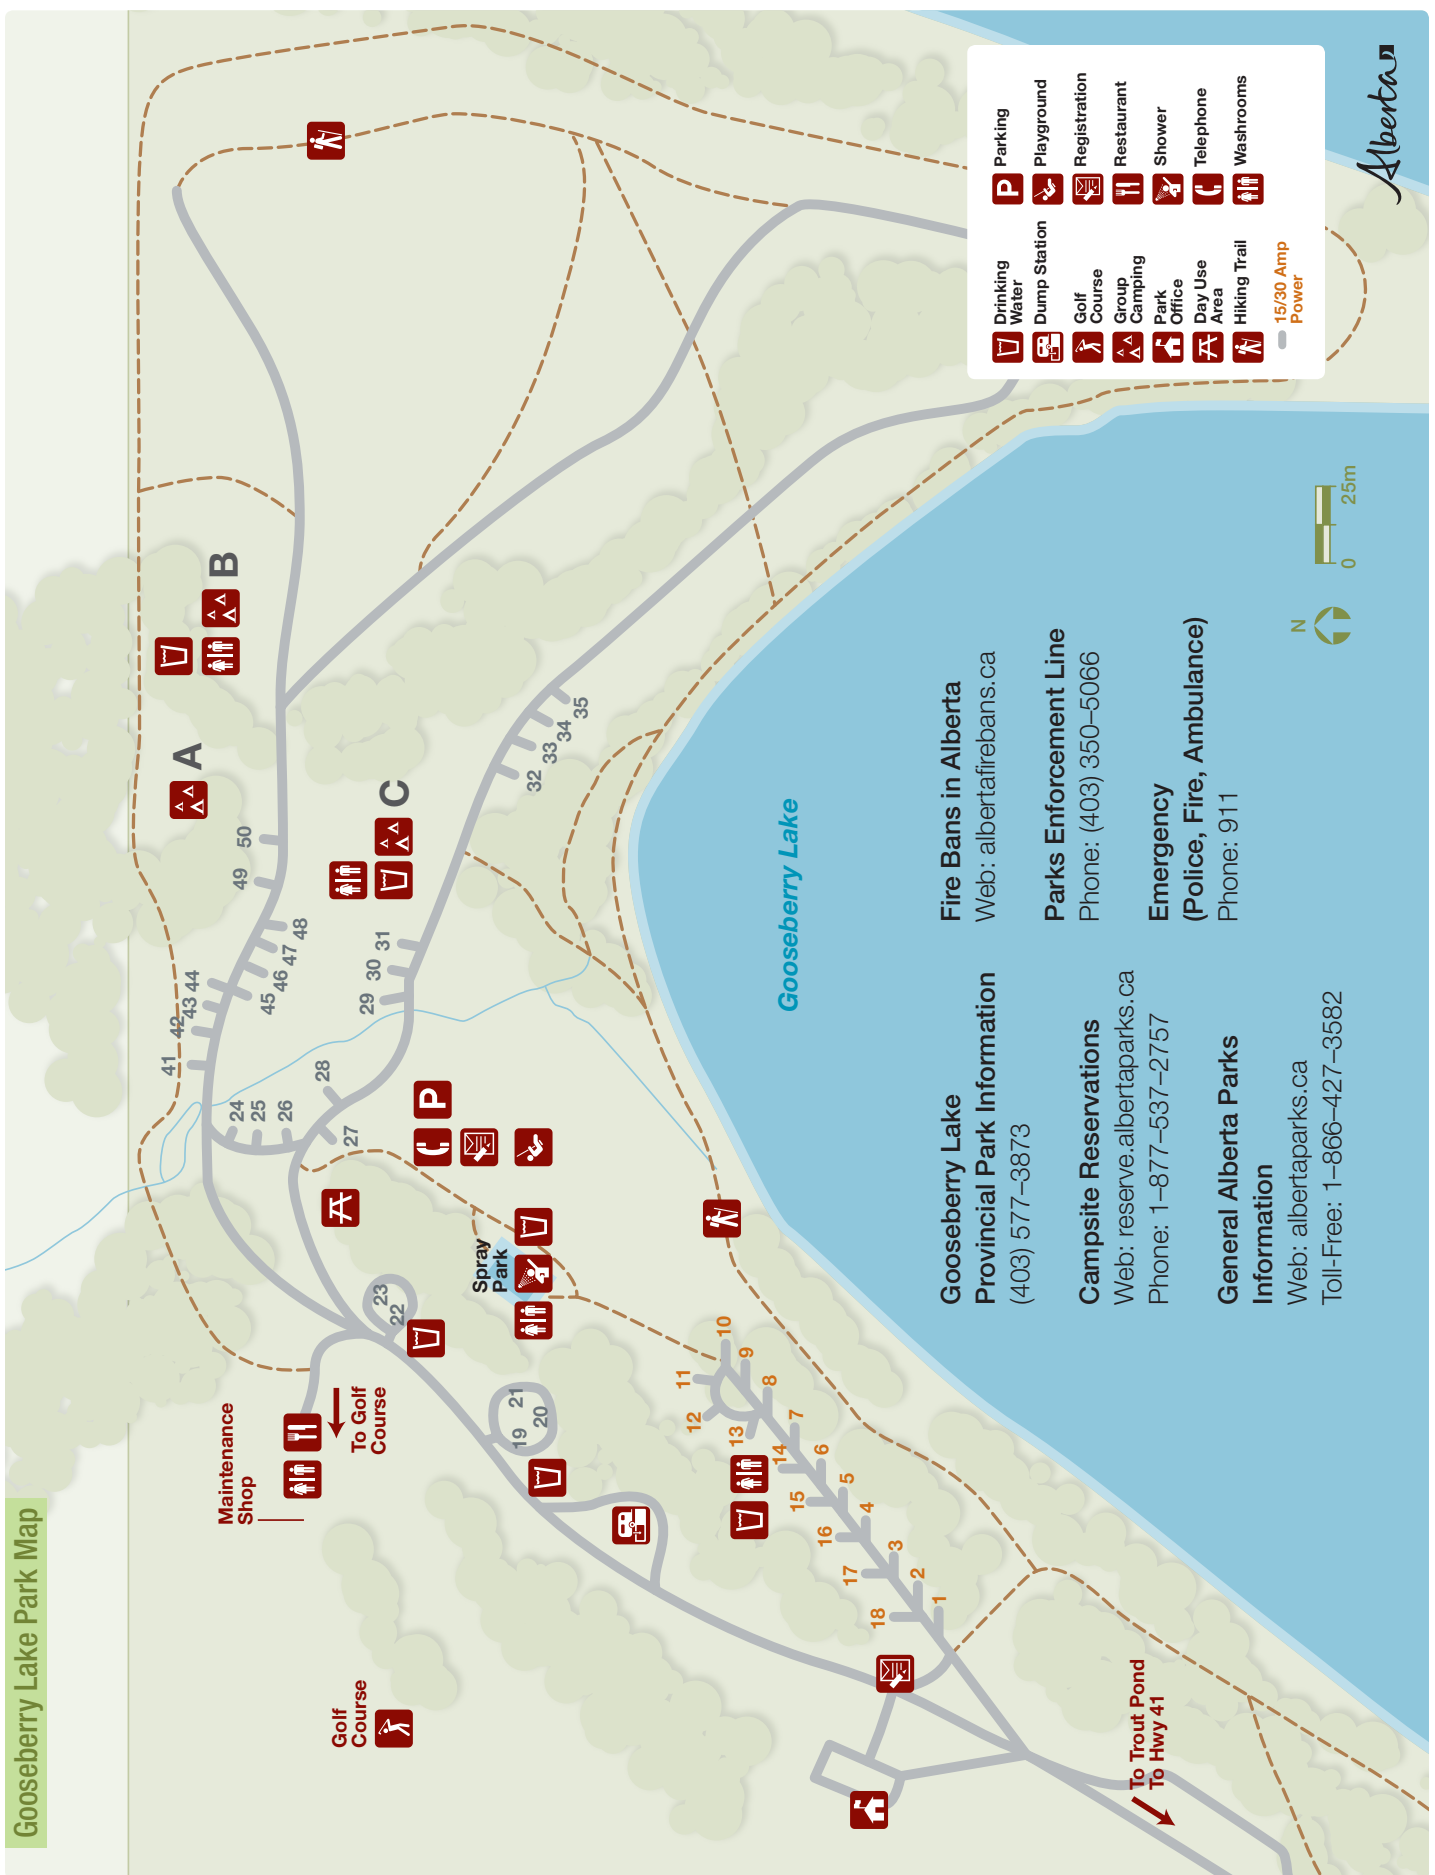 Gooseberry Lake Park Map
Maintenance
Shop
To Golf
Course
Golf
Course
A
B
C
41
42
43
44
45
46
47
48
49
50
24
25
26
27
28
29
30
31
32
33
34
35
23
22
21
19
20
Spray
Park
P
10
11
9
12
8
13
7
14
6
15
5
16
4
17
3
2
18
1
To Trout Pond
To Hwy 41
Gooseberry Lake
Gooseberry Lake
Provincial Park Information
(403) 577–3873
Campsite Reservations
Web: reserve.albertaparks.ca
Phone: 1–877–537–2757
General Alberta Parks
Information
Web: albertaparks.ca
Toll-Free: 1–866–427–3582
Fire Bans in Alberta
Web: albertafirebans.ca
Parks Enforcement Line
Phone: (403) 350–5066
Emergency
(Police, Fire, Ambulance)
Phone: 911
N
0
25m
Drinking
Water
Dump Station
Golf
Course
Group
Camping
Park
Office
Day Use
Area
Hiking Trail
15/30 Amp
Power
P
Parking
Playground
Registration
Restaurant
Shower
Telephone
Washrooms
Alberta